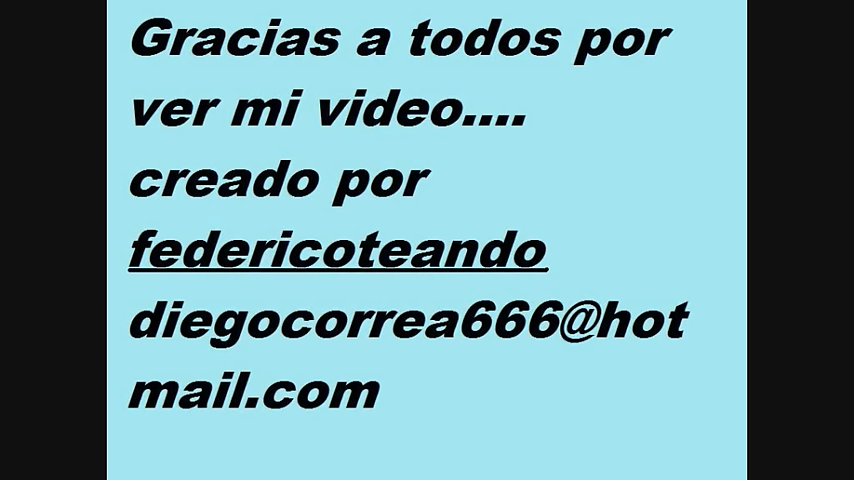 Gracias a todos por
ver mi video....
creado por
federicoteando
diegocorrea666@hot
mail.com